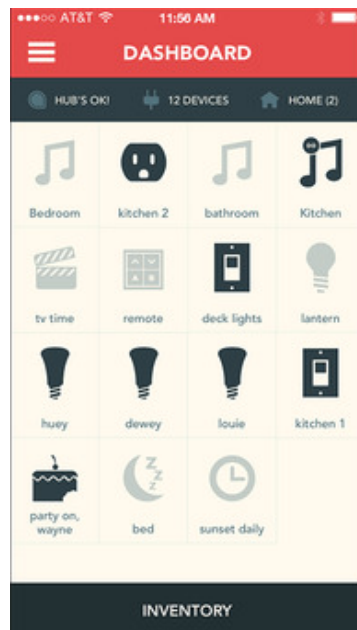 ●●●○○ AT&T 11:56 AM
DASHBOARD
HUB'S OK! 12 DEVICES HOME (2)
Bedroom kitchen 2 bathroom Kitchen
tv time remote deck lights lantern
huey dewey louie kitchen 1
party on,
wayne bed sunset daily
z z z
INVENTORY